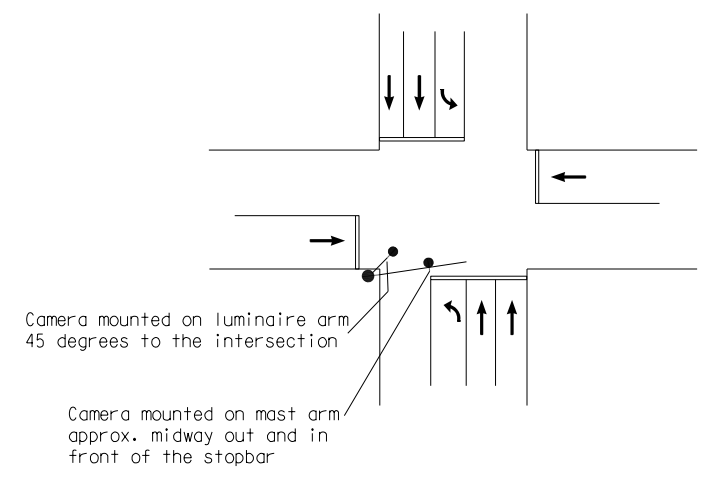 Camera mounted on luminaire arm
45 degrees to the intersection
Camera mounted on mast arm
approx. midway out and in
front of the stopbar